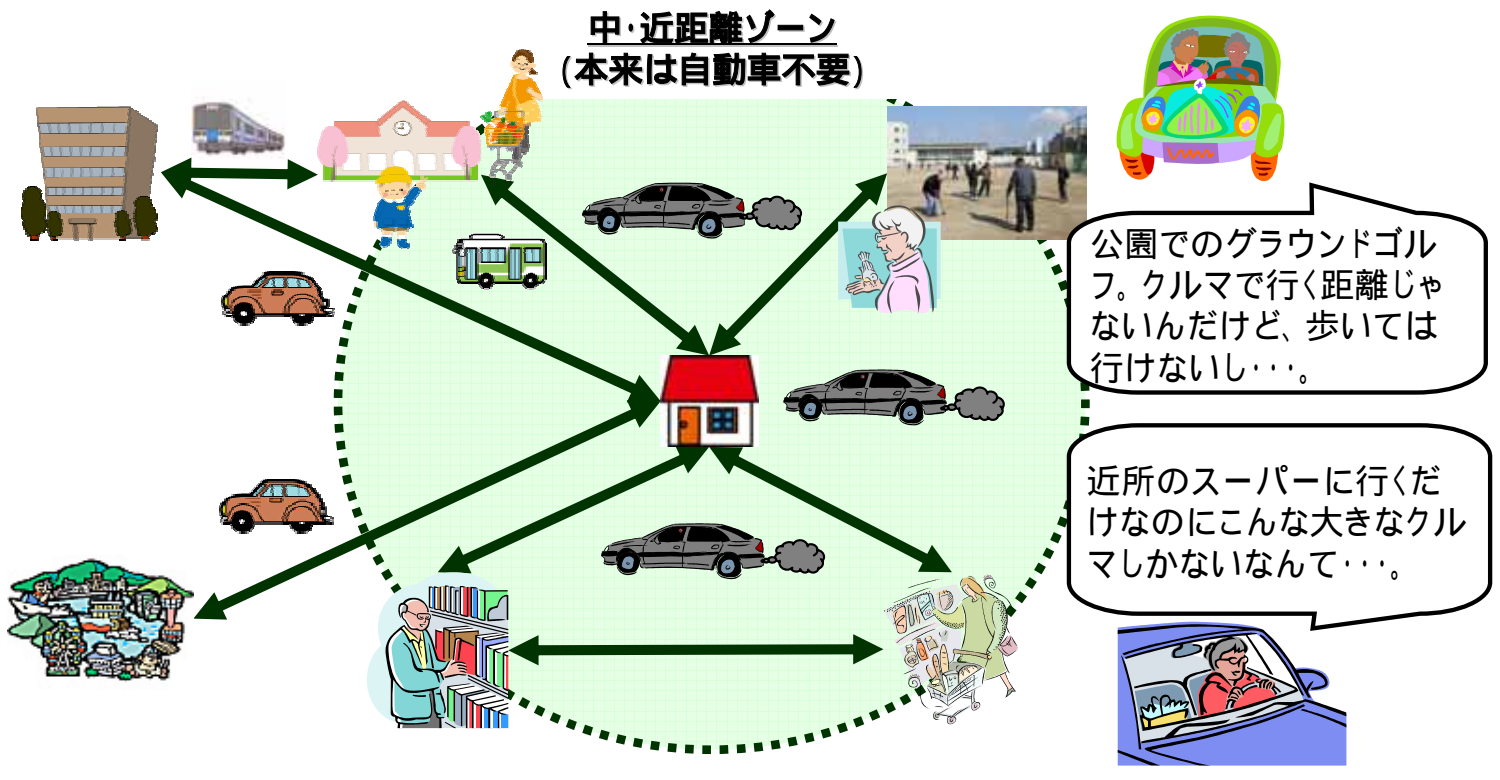 中・近距離ゾーン
(本来は自動車不要)
公園でのグラウンドゴル
フ。クルマで行く距離じゃ
ないんだけど、歩いては
行けないし・・・。
近所のスーパーに行くだ
けなのにこんな大きなクル
マしかないなんて・・・。